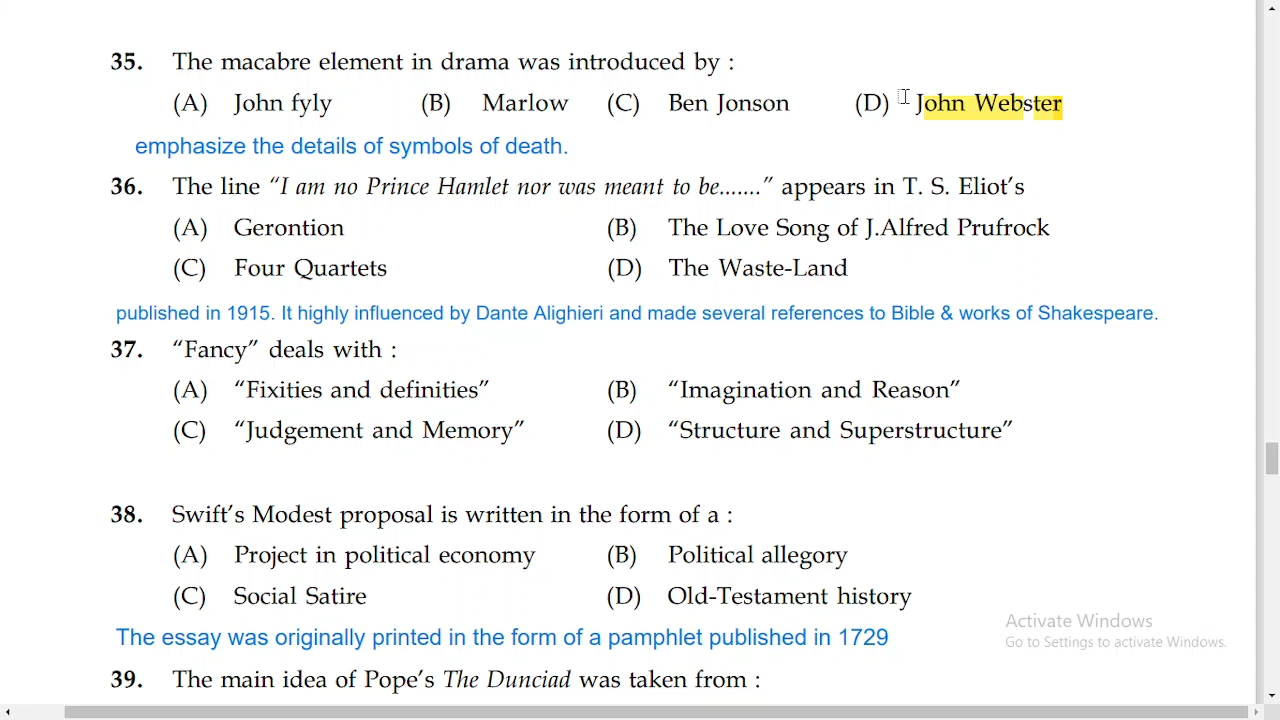 35. The macabre element in drama was introduced by :
(A) John fyly (B) Marlow (C) Ben Jonson (D) John Webster
emphasize the details of symbols of death.
36. The line “I am no Prince Hamlet nor was meant to be.......” appears in T. S. Eliot’s
(A) Gerontion (B) The Love Song of J.Alfred Prufrock
(C) Four Quartets (D) The Waste-Land
published in 1915. It highly influenced by Dante Alighieri and made several references to Bible & works of Shakespeare.
37. “Fancy” deals with :
(A) “Fixities and definities” (B) “Imagination and Reason”
(C) “Judgement and Memory” (D) “Structure and Superstructure”
38. Swift’s Modest proposal is written in the form of a :
(A) Project in political economy (B) Political allegory
(C) Social Satire (D) Old-Testament history
Activate Windows
The essay was originally printed in the form of a pamphlet published in 1729
Go to Settings to activate Windows.
39. The main idea of Pope’s The Dunciad was taken from :